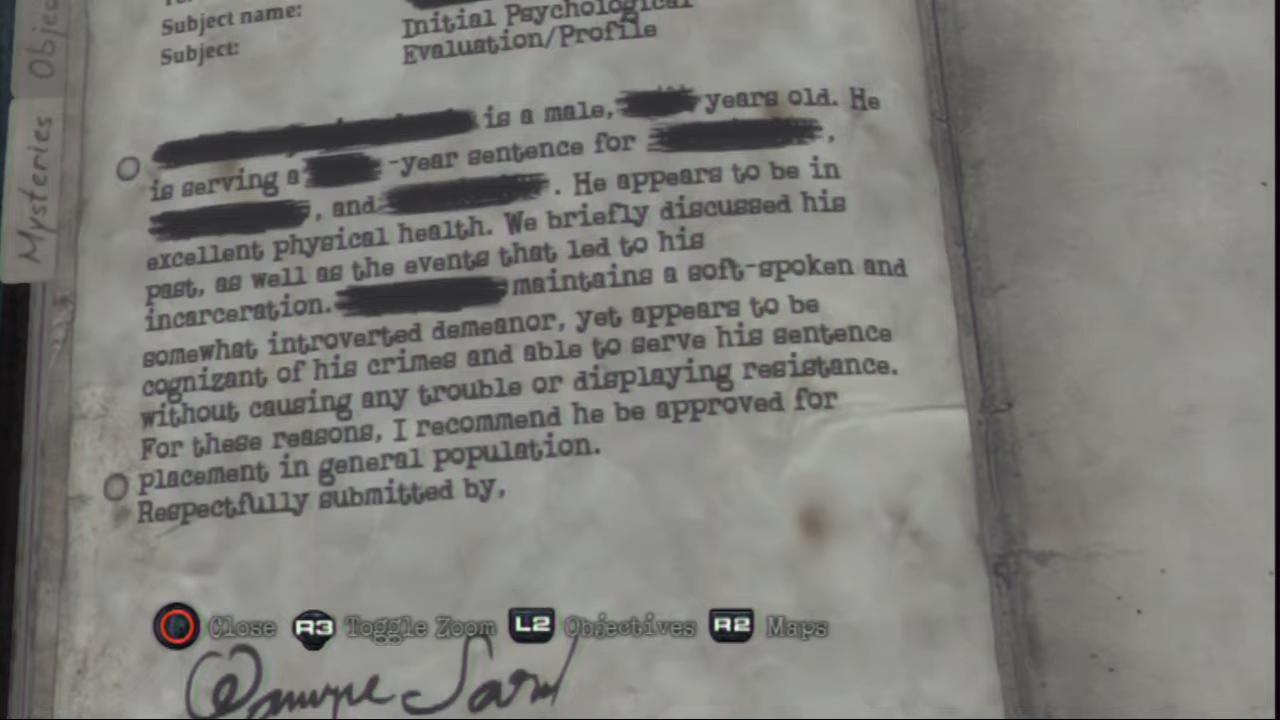 Objec
Mysteries
Subject name:
Subject:
Initial Psychological
Evaluation/Profile
is a male, years old. He
is serving a -year sentence for ,
, and . He appears to be in
excellent physical health. We briefly discussed his
past, as well as the events that led to his
incarceration. maintains a soft-spoken and
somewhat introverted demeanor, yet appears to be
cognizant of his crimes and able to serve his sentence
without causing any trouble or displaying resistance.
For these reasons, I recommend he be approved for
placement in general population.
Respectfully submitted by,
Close R3 Toggle Zoom L2 Objectives R2 Maps